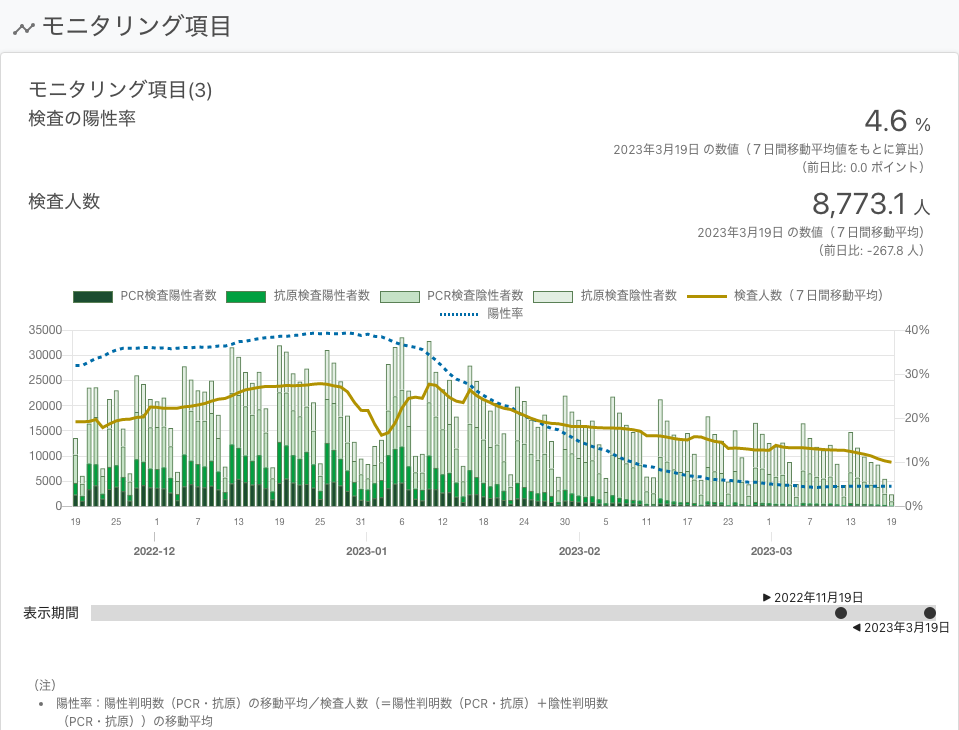 モニタリング項目
モニタリング項目(3)
検査の陽性率
4.6 %
2023年3月19日 の数値（７日間移動平均値をもとに算出）
（前日比: 0.0 ポイント）
検査人数
8,773.1 人
2023年3月19日 の数値（７日間移動平均）
（前日比: -267.8 人）
PCR検査陽性者数 抗原検査陽性者数 PCR検査陰性者数 抗原検査陰性者数 検査人数（７日間移動平均）
陽性率
35000 40%
30000
25000 30%
20000
15000 20%
10000 10%
5000
0 0%
19 25 1 7 13 19 25 31 6 12 18 24 30 5 11 17 23 1 7 13 19
2022-12 2023-01 2023-02 2023-03
▶ 2022年11月19日
表示期間
◀ 2023年3月19日
（注）
• 陽性率：陽性判明数（PCR・抗原）の移動平均／検査人数（＝陽性判明数（PCR・抗原）＋陰性判明数
（PCR・抗原））の移動平均